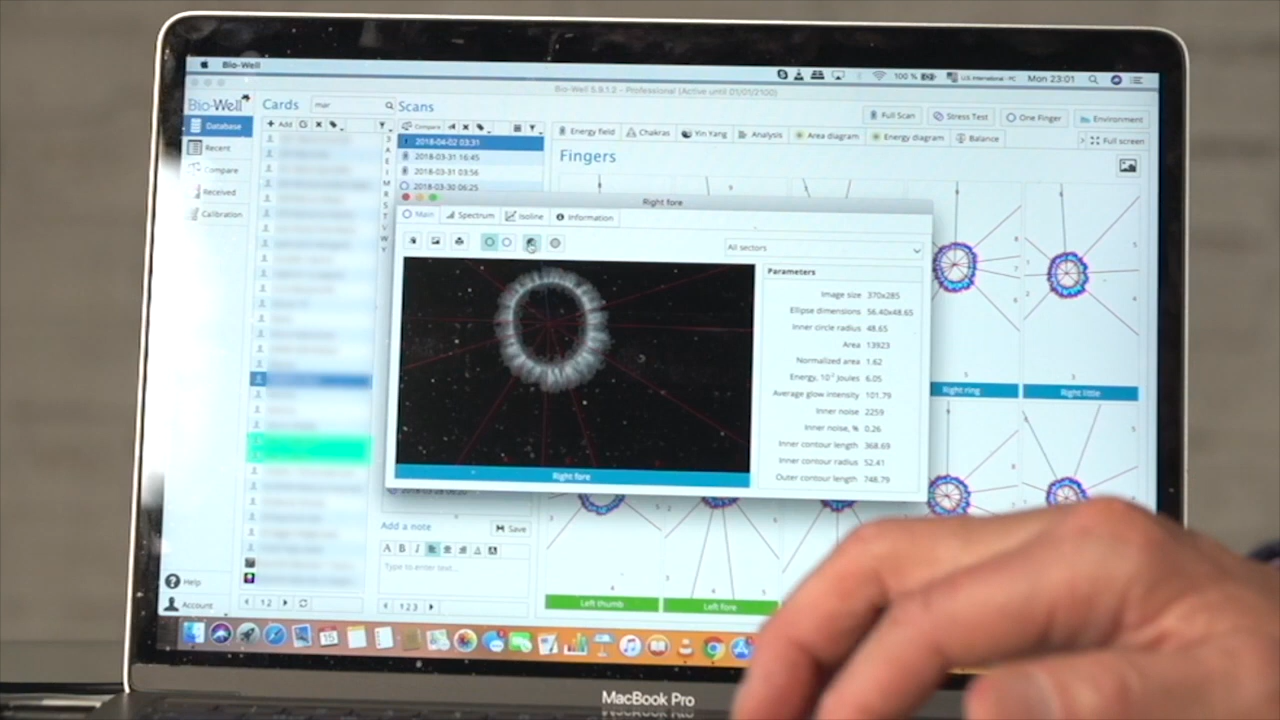 Bio-Well
100 %
U.S. International - PC
Mon 23:01
Bio-Well 5.9.1.2 - Professional (Active until 01/01/2100)
Bio-Well
Cards
mar
Scans
Full Scan
Stress Test
One Finger
Environment
Database
Add
Compare
Energy field
Chakras
Yin Yang
Analysis
Area diagram
Energy diagram
Balance
Full screen
Recent
2018-04-02 03:31
Fingers
Compare
2018-03-31 16:45
Received
2018-03-31 03:56
Calibration
2018-03-30 06:25
Right fore
Main
Spectrum
Isoline
Information
All sectors
Parameters
Image size 370x285
Ellipse dimensions 56.40x48.65
Inner circle radius 48.65
Area 13923
Normalized area 1.62
Energy, 10⁻² Joules 6.05
Average glow intensity 101.79
Inner noise 2259
Inner noise, % 0.26
Inner contour length 368.69
Inner contour radius 52.41
Outer contour length 748.79
Right fore
Right ring
Right little
Add a note
Save
A B I
Type to enter text...
Help
Account
1 2
1 2 3
Left thumb
Left fore
MacBook Pro